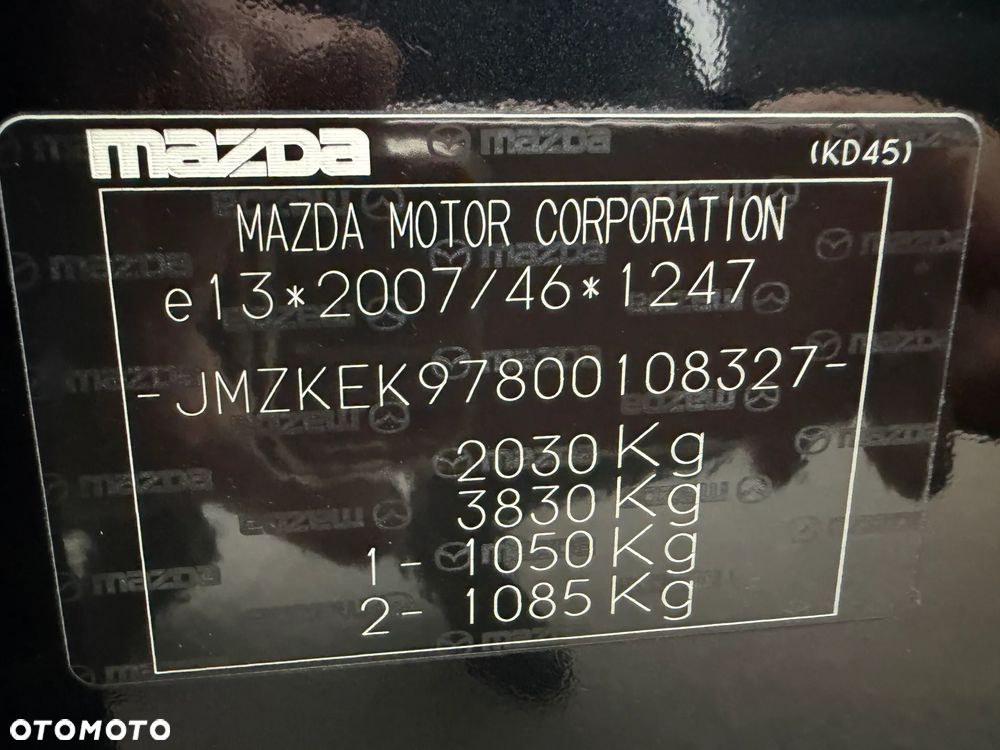 mazda
(KD45)
MAZDA MOTOR CORPORATION
e13*2007/46*1247
-JMZKEK97800108327-
2030Kg
3830Kg
1- 1050Kg
2- 1085Kg
OTOMOTO